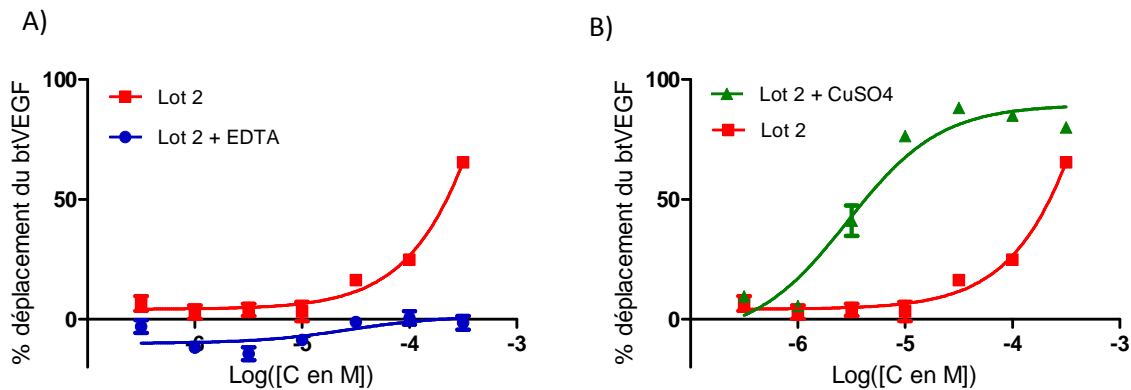 A)
% déplacement du btVEGF
100
50
0
Lot 2
Lot 2 + EDTA
-6
-5
-4
-3
Log([C en M])
B)
% déplacement du btVEGF
100
50
0
Lot 2 + CuSO4
Lot 2
-6
-5
-4
-3
Log([C en M])